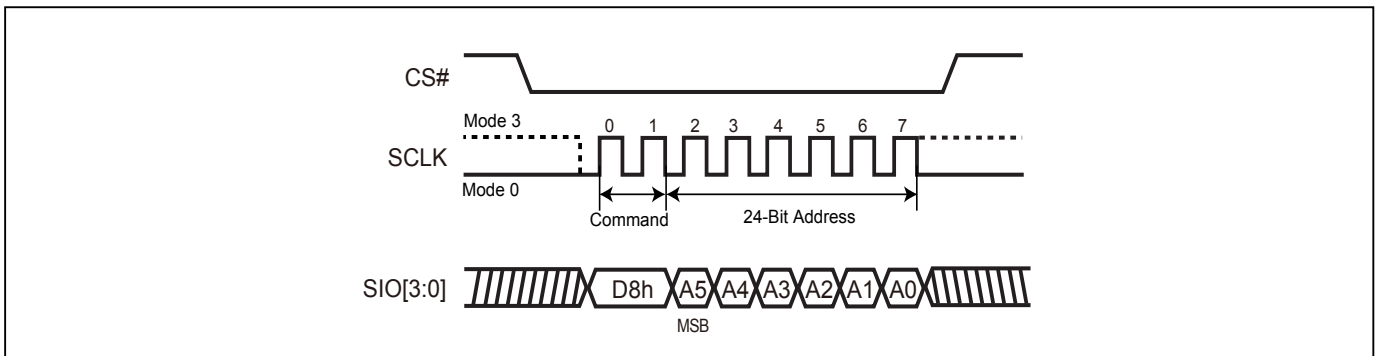 CS#
Mode 3
0 1 2 3 4 5 6 7
SCLK
Mode 0
Command
24-Bit Address
SIO[3:0]
D8h A5 A4 A3 A2 A1 A0
MSB